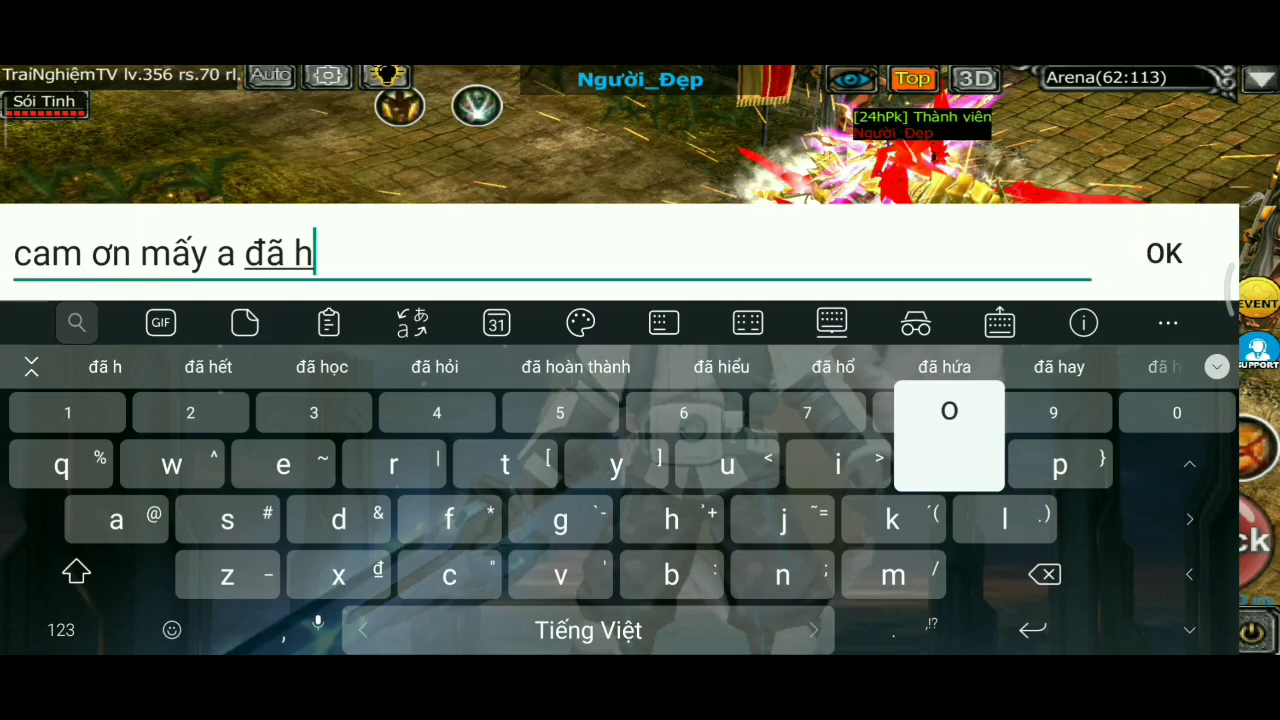 TraiNghiệmTV lv.356 rs.70 rl. Auto Người_Đẹp Top 3D Arena(62:113)
Sói Tinh
[24hPk] Thành viên
Người_Đẹp
cam ơn mấy a đã h OK
EVENT
GIF a あ 31 i ...
SUPPORT
đã h đã hết đã học đã hỏi đã hoàn thành đã hiểu đã hổ đã hứa đã hay đã h
1 2 3 4 5 6 7 9 0
o
q % w ^ e ~ r | t [ y ] u < i > p }
a @ s # d & f * g `- h ̉+ j ~= k ´( l .)
ck
z _ x ₫ c " v ' b : n ; m /
123 , Tiếng Việt . ,!?